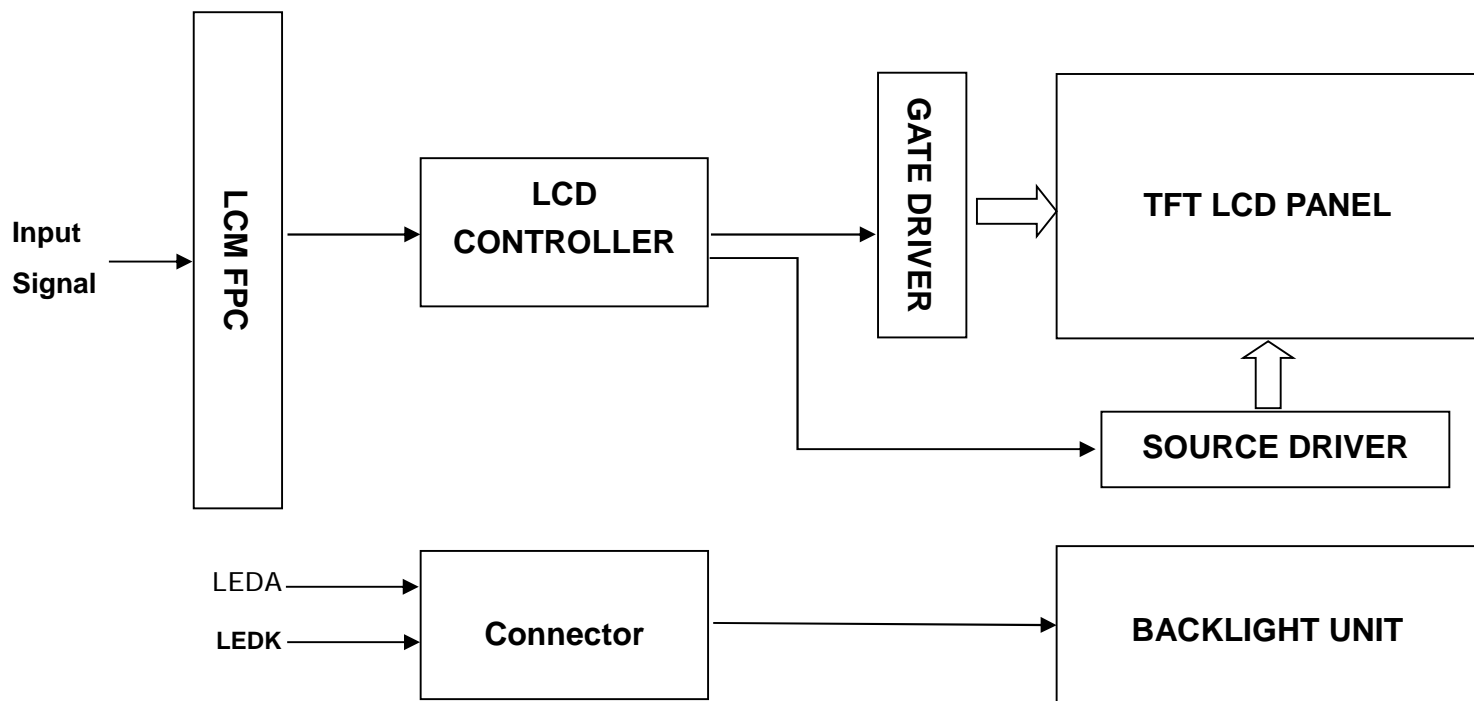 Input
Signal
LCM FPC
LCD
CONTROLLER
GATE DRIVER
TFT LCD PANEL
SOURCE DRIVER
LEDA
LEDK
Connector
BACKLIGHT UNIT